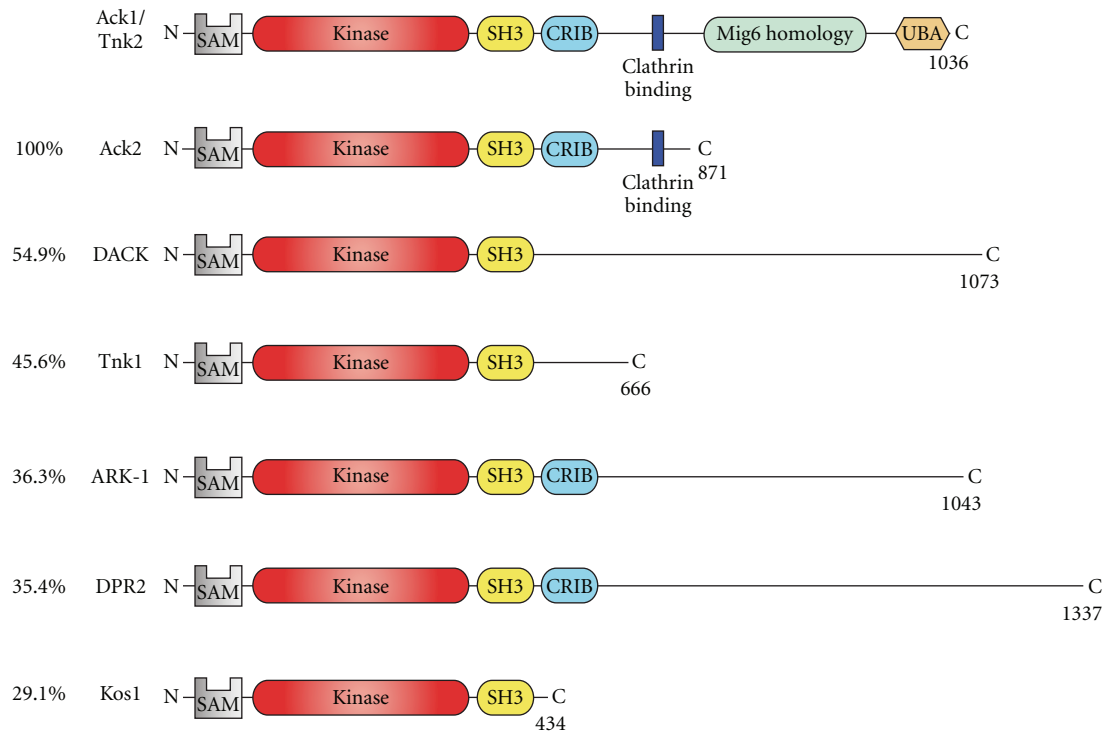 Ack1/
Tnk2 N SAM Kinase SH3 CRIB Mig6 homology UBA C
1036
Clathrin
binding
100% Ack2 N SAM Kinase SH3 CRIB C
871
Clathrin
binding
54.9% DACK N SAM Kinase SH3 C
1073
45.6% Tnk1 N SAM Kinase SH3 C
666
36.3% ARK-1 N SAM Kinase SH3 CRIB C
1043
35.4% DPR2 N SAM Kinase SH3 CRIB C
1337
29.1% Kos1 N SAM Kinase SH3 C
434